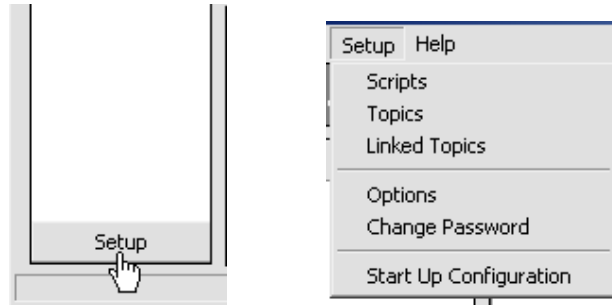 Setup
Setup Help
Scripts
Topics
Linked Topics
Options
Change Password
Start Up Configuration